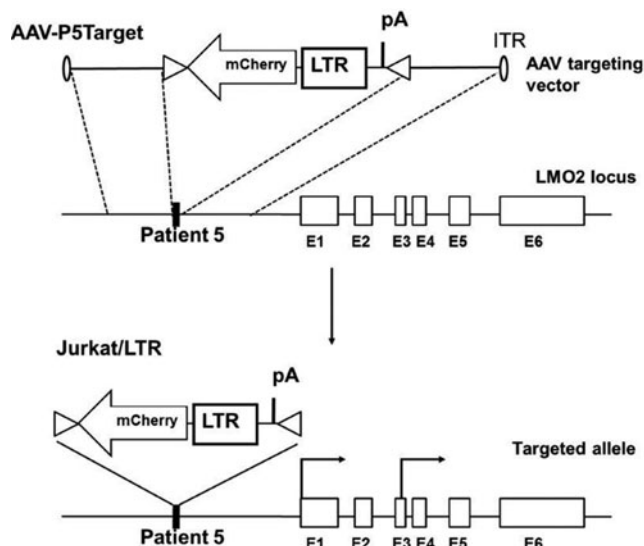 AAV-P5Target
pA
ITR
mCherry
LTR
AAV targeting
vector
LMO2 locus
Patient 5
E1 E2 E3 E4 E5 E6
Jurkat/LTR
pA
mCherry
LTR
Targeted allele
Patient 5
E1 E2 E3 E4 E5 E6